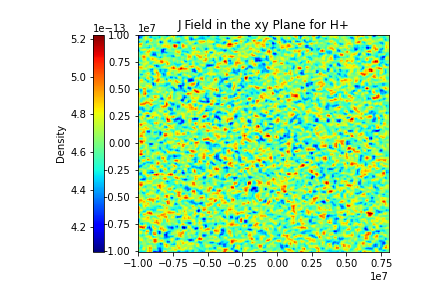 J Field in the xy Plane for H+
1e−13
1e7
5.2
5.0
4.8
4.6
4.4
4.2
Density
1.00
0.75
0.50
0.25
0.00
−0.25
−0.50
−0.75
−1.00
−1.00 −0.75 −0.50 −0.25 0.00 0.25 0.50 0.75
1e7